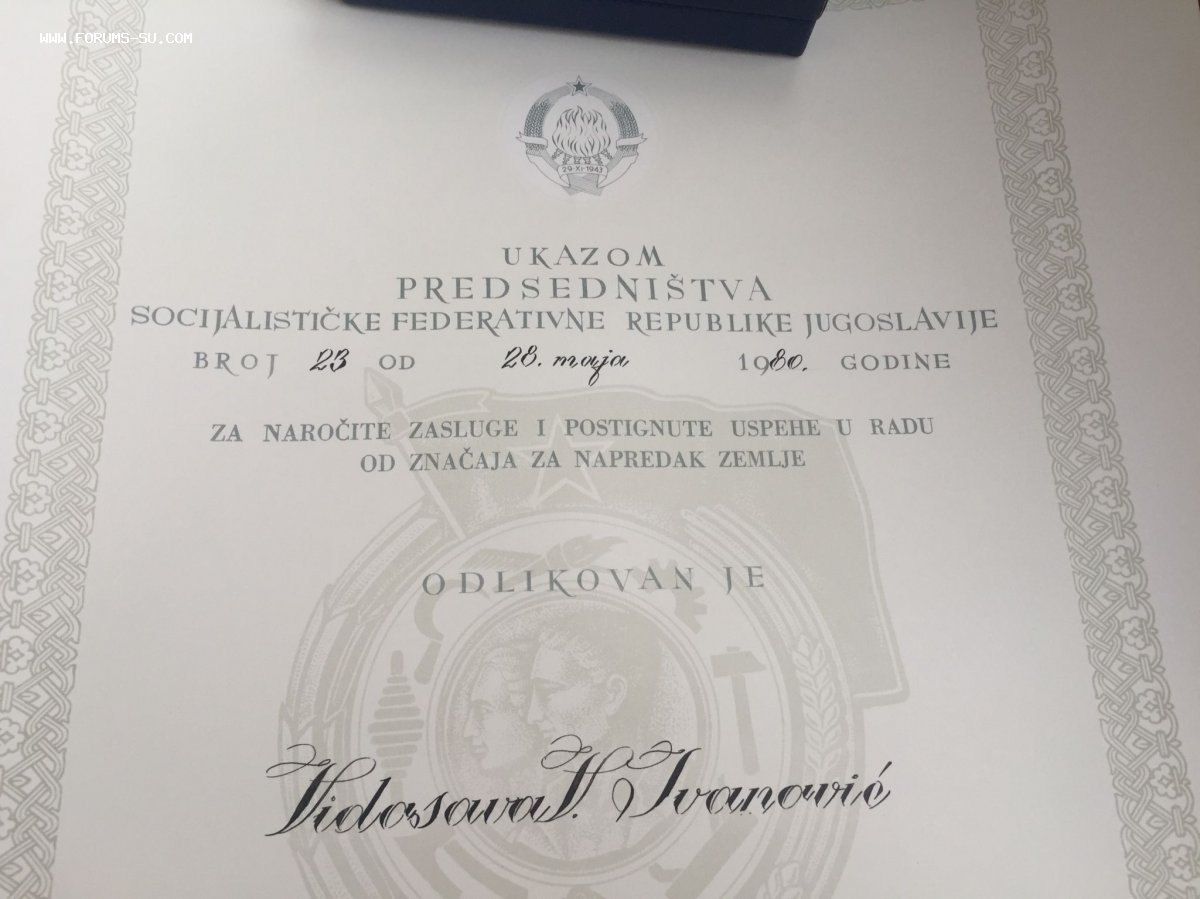 WWW.FORUMS-SU.COM
29·XI·1943
UKAZOM
PREDSEDNIŠTVA
SOCIJALISTIČKE FEDERATIVNE REPUBLIKE JUGOSLAVIJE
BROJ 23 OD 28. maja 1980. GODINE
ZA NAROČITE ZASLUGE I POSTIGNUTE USPEHE U RADU
OD ZNAČAJA ZA NAPREDAK ZEMLJE
ODLIKOVAN JE
Vidosava V. Ivanović